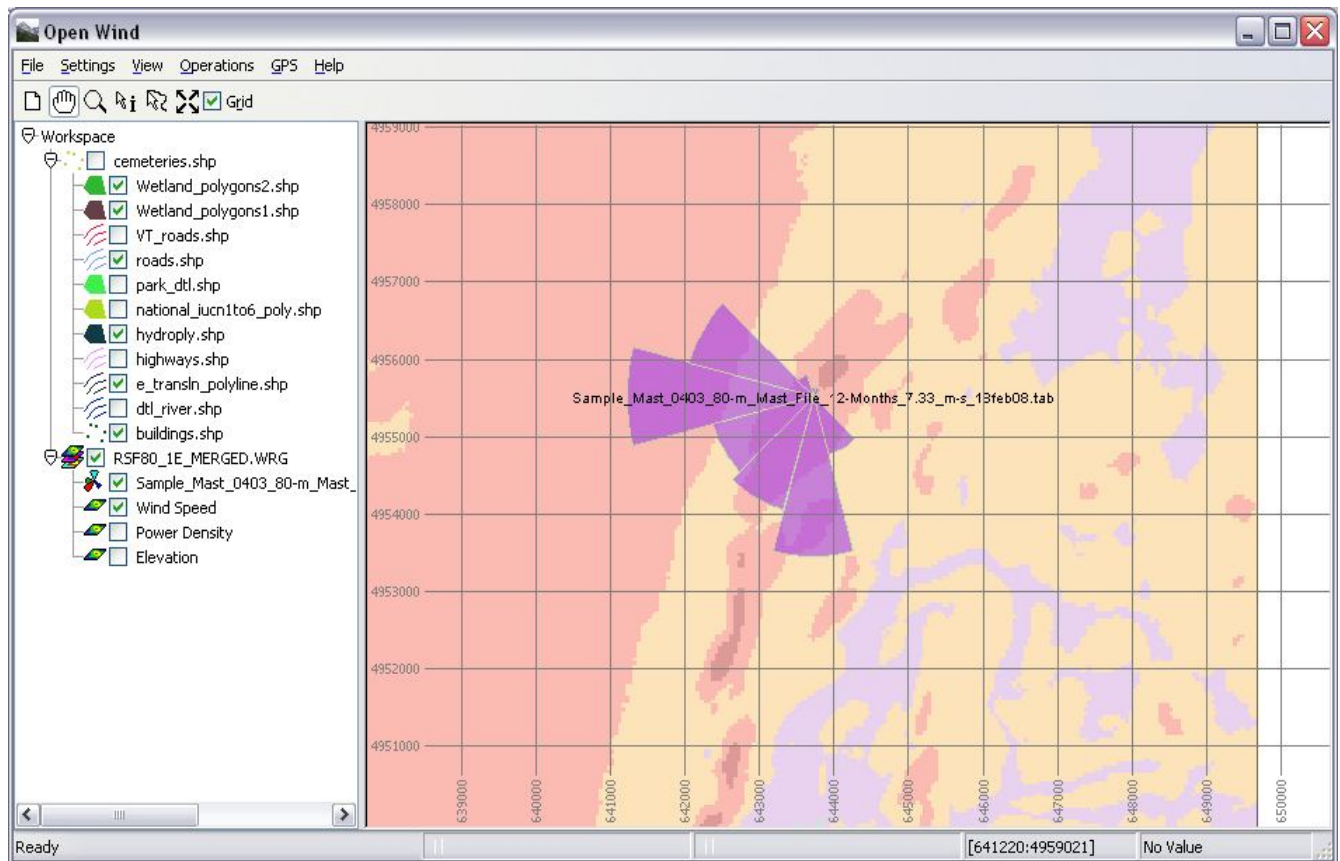 Open Wind
File Settings View Operations GPS Help
Grid
Workspace
cemeteries.shp
Wetland_polygons2.shp
Wetland_polygons1.shp
VT_roads.shp
roads.shp
park_dtl.shp
national_iucn1to6_poly.shp
hydroply.shp
highways.shp
e_transln_polyline.shp
dtl_river.shp
buildings.shp
RSF80_1E_MERGED.WRG
Sample_Mast_0403_80-m_Mast_
Wind Speed
Power Density
Elevation
4959000
4958000
4957000
4956000
Sample_Mast_0403_80-m_Mast_File_12-Months_7.33_m-s_18feb08.tab
4955000
4954000
4953000
4952000
4951000
639000
640000
641000
642000
643000
644000
645000
646000
647000
648000
649000
650000
Ready
[641220:4959021]
No Value